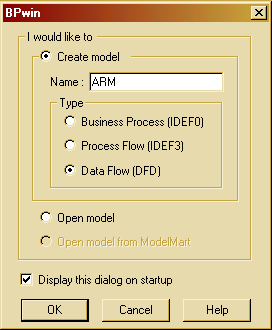 BPwin
I would like to
Create model
Name : ARM
Type
Business Process (IDEF0)
Process Flow (IDEF3)
Data Flow (DFD)
Open model
Open model from ModelMart
Display this dialog on startup
OK Cancel Help